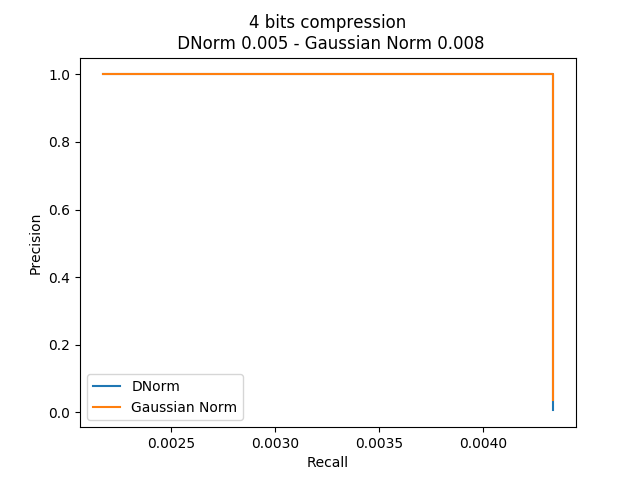 4 bits compression
DNorm 0.005 - Gaussian Norm 0.008
1.0
0.8
0.6
0.4
0.2
0.0
Precision
DNorm
Gaussian Norm
0.0025
0.0030
0.0035
0.0040
Recall